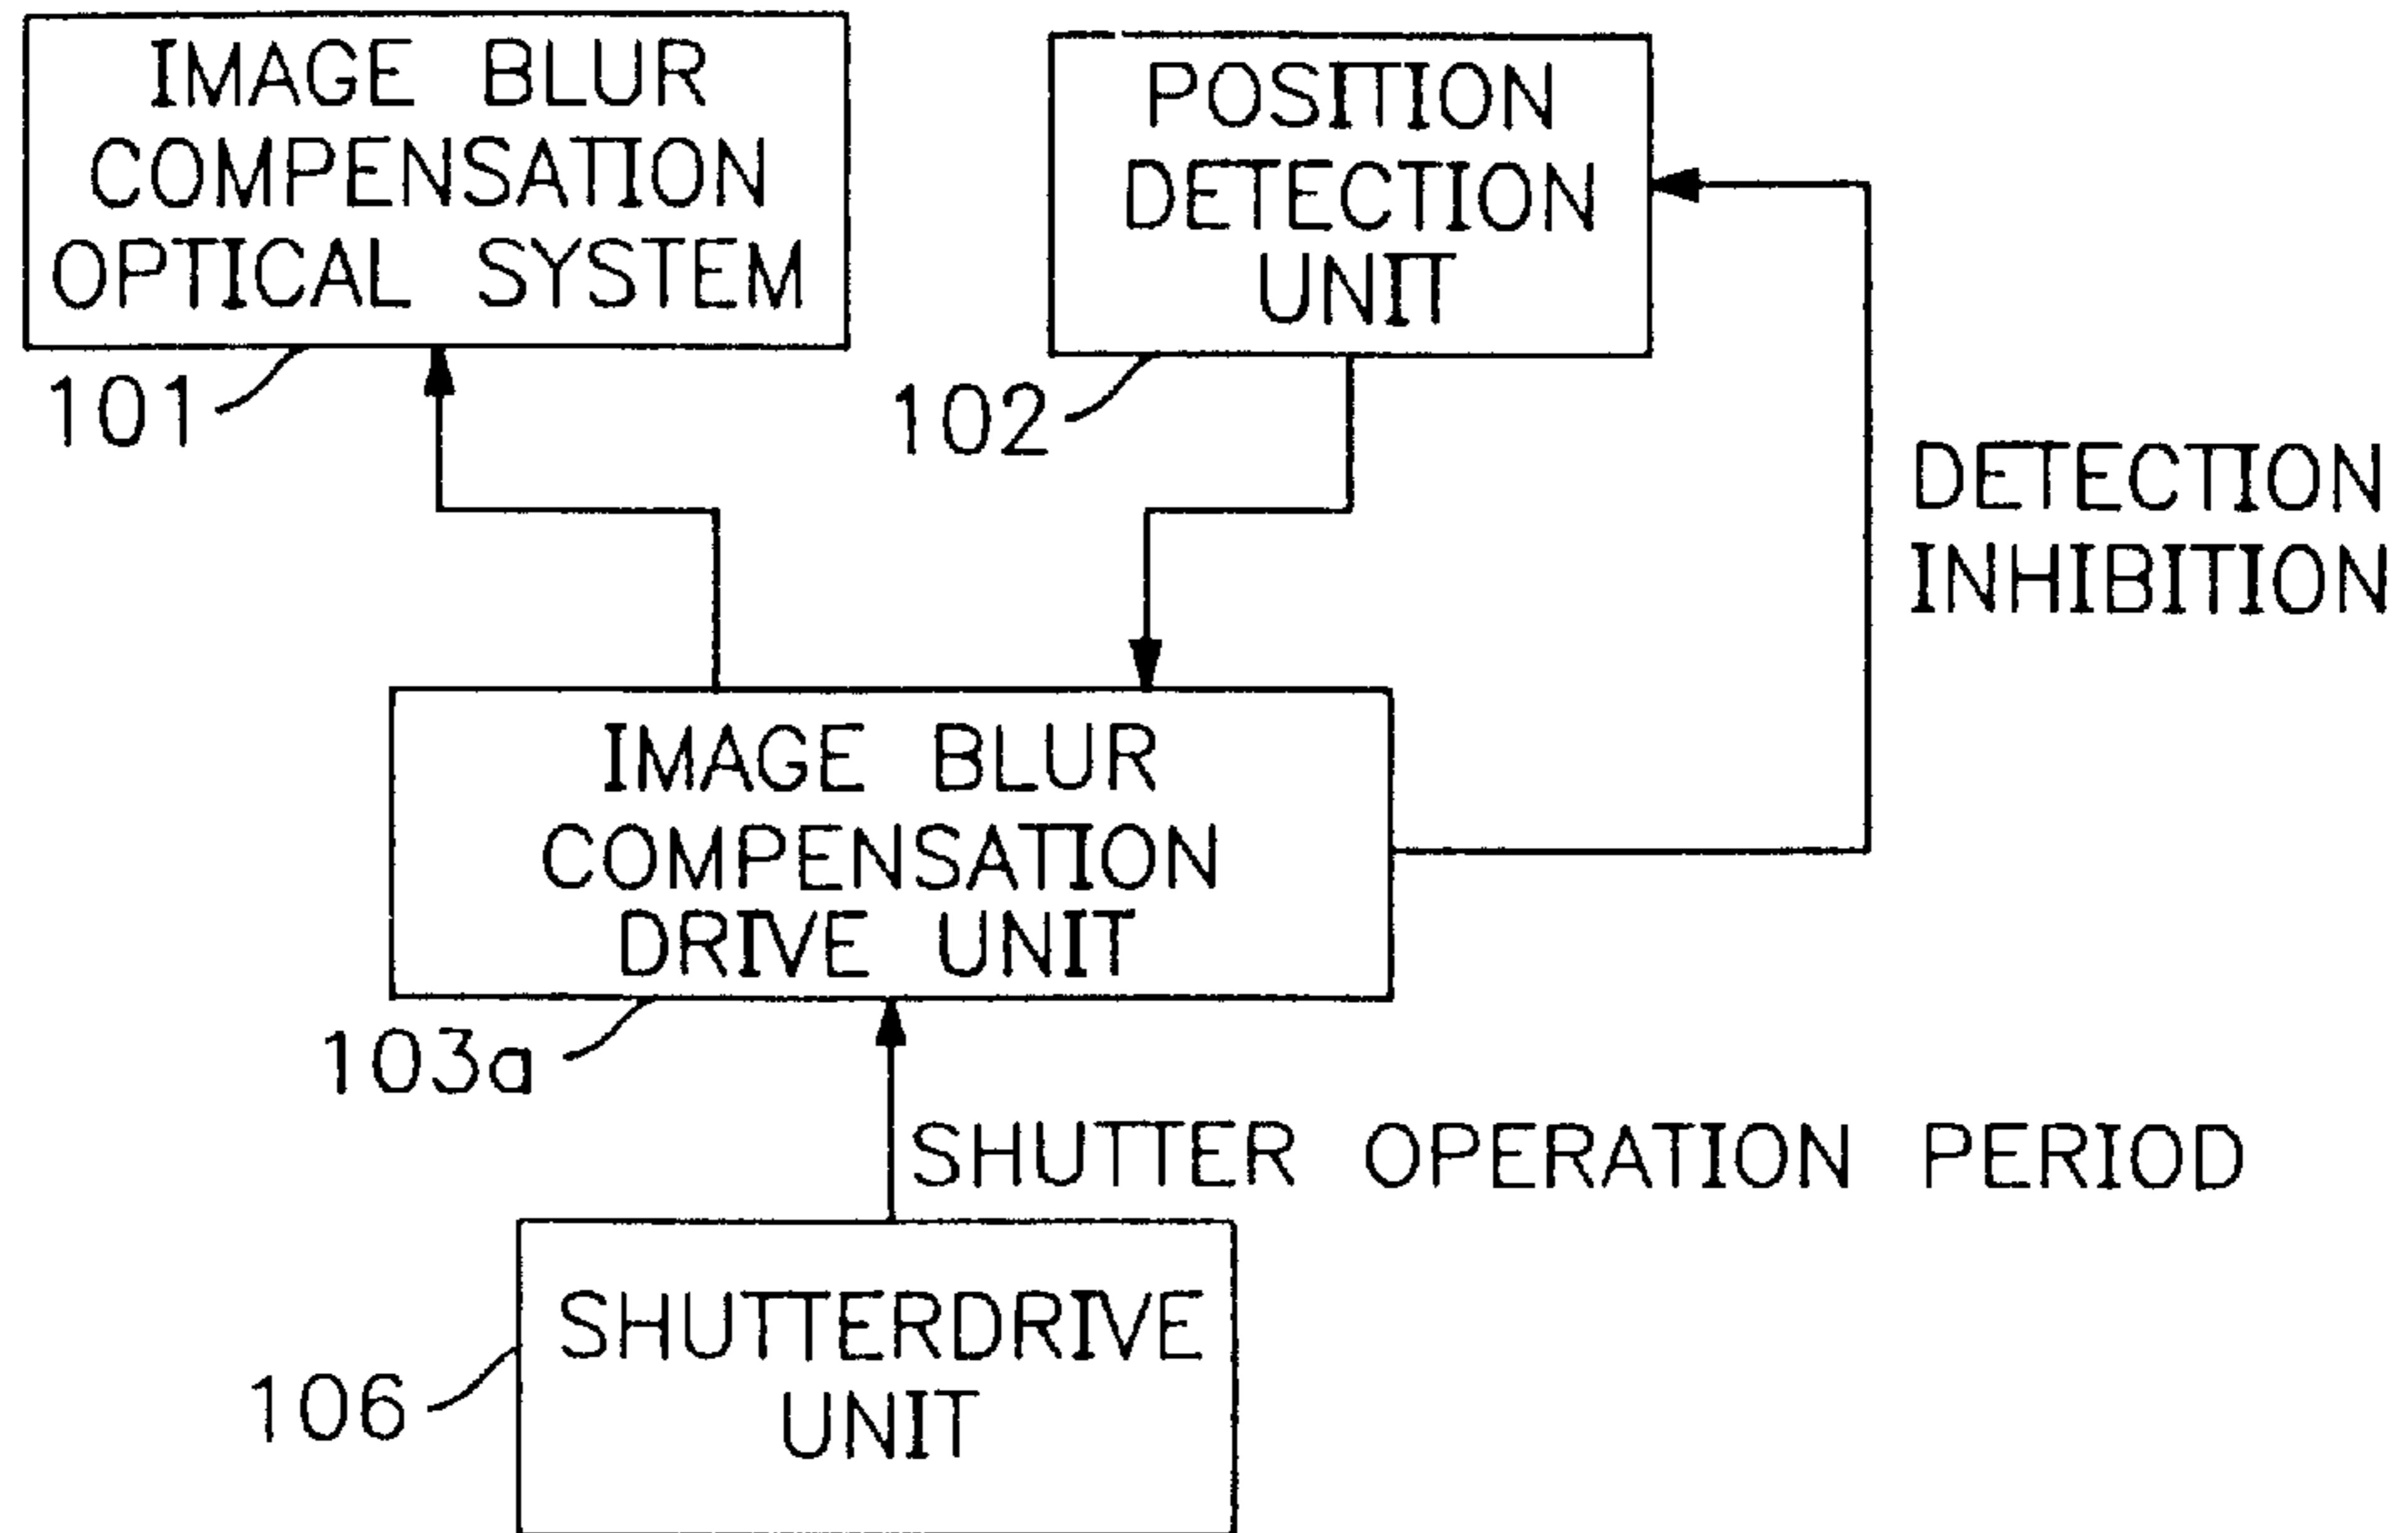 IMAGE BLUR
COMPENSATION
OPTICAL SYSTEM
101
POSITION
DETECTION
UNIT
102
DETECTION
INHIBITION
IMAGE BLUR
COMPENSATION
DRIVE UNIT
103a
SHUTTER OPERATION PERIOD
SHUTTERDRIVE
UNIT
106